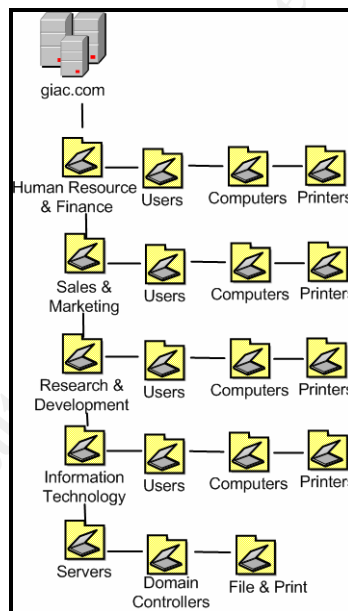 giac.com
Human Resource
& Finance
Users
Computers
Printers
Sales &
Marketing
Users
Computers
Printers
Research &
Development
Users
Computers
Printers
Information
Technology
Users
Computers
Printers
Servers
Domain
Controllers
File & Print